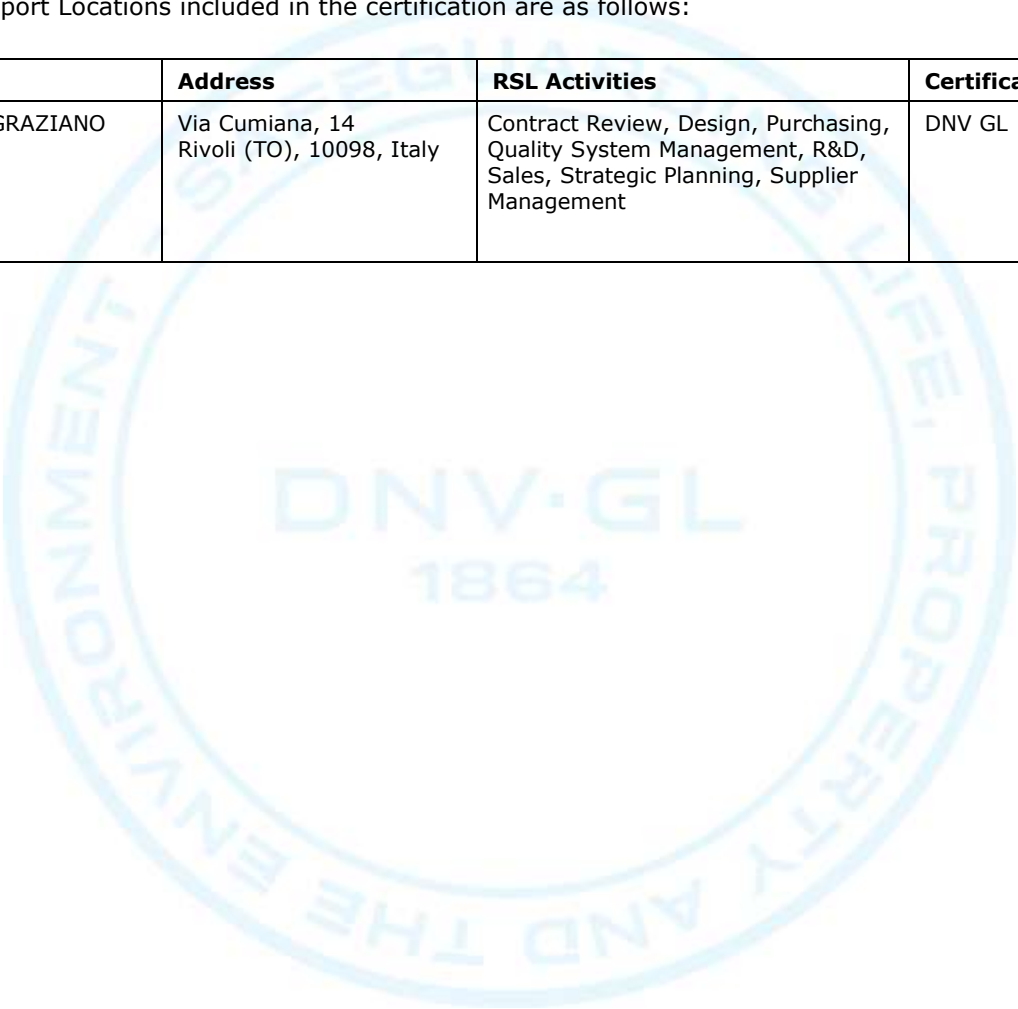 port Locations included in the certification are as follows:
Address
RSL Activities
Certifica
GRAZIANO
Via Cumiana, 14
Rivoli (TO), 10098, Italy
Contract Review, Design, Purchasing,
Quality System Management, R&D,
Sales, Strategic Planning, Supplier
Management
DNV GL
SAFEGUARDING LIFE, PROPERTY AND THE ENVIRONMENT
DNV·GL
1864